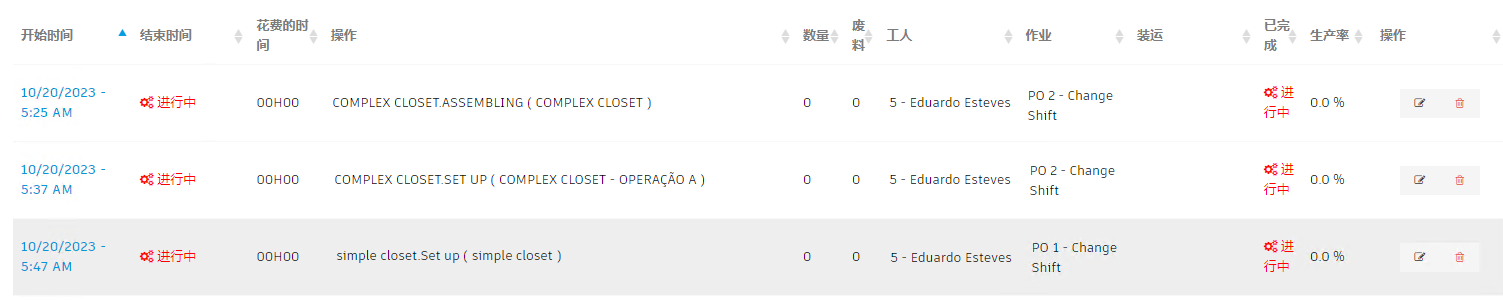 开始时间 结束时间 花费的时间 操作 数量 废料 工人 作业 装运 已完成 生产率 操作
10/20/2023 - 5:25 AM 进行中 00H00 COMPLEX CLOSET.ASSEMBLING ( COMPLEX CLOSET ) 0 0 5 - Eduardo Esteves PO 2 - Change Shift 进行中 0.0 %
10/20/2023 - 5:37 AM 进行中 00H00 COMPLEX CLOSET.SET UP ( COMPLEX CLOSET - OPERAÇÃO A ) 0 0 5 - Eduardo Esteves PO 2 - Change Shift 进行中 0.0 %
10/20/2023 - 5:47 AM 进行中 00H00 simple closet.Set up ( simple closet ) 0 0 5 - Eduardo Esteves PO 1 - Change Shift 进行中 0.0 %